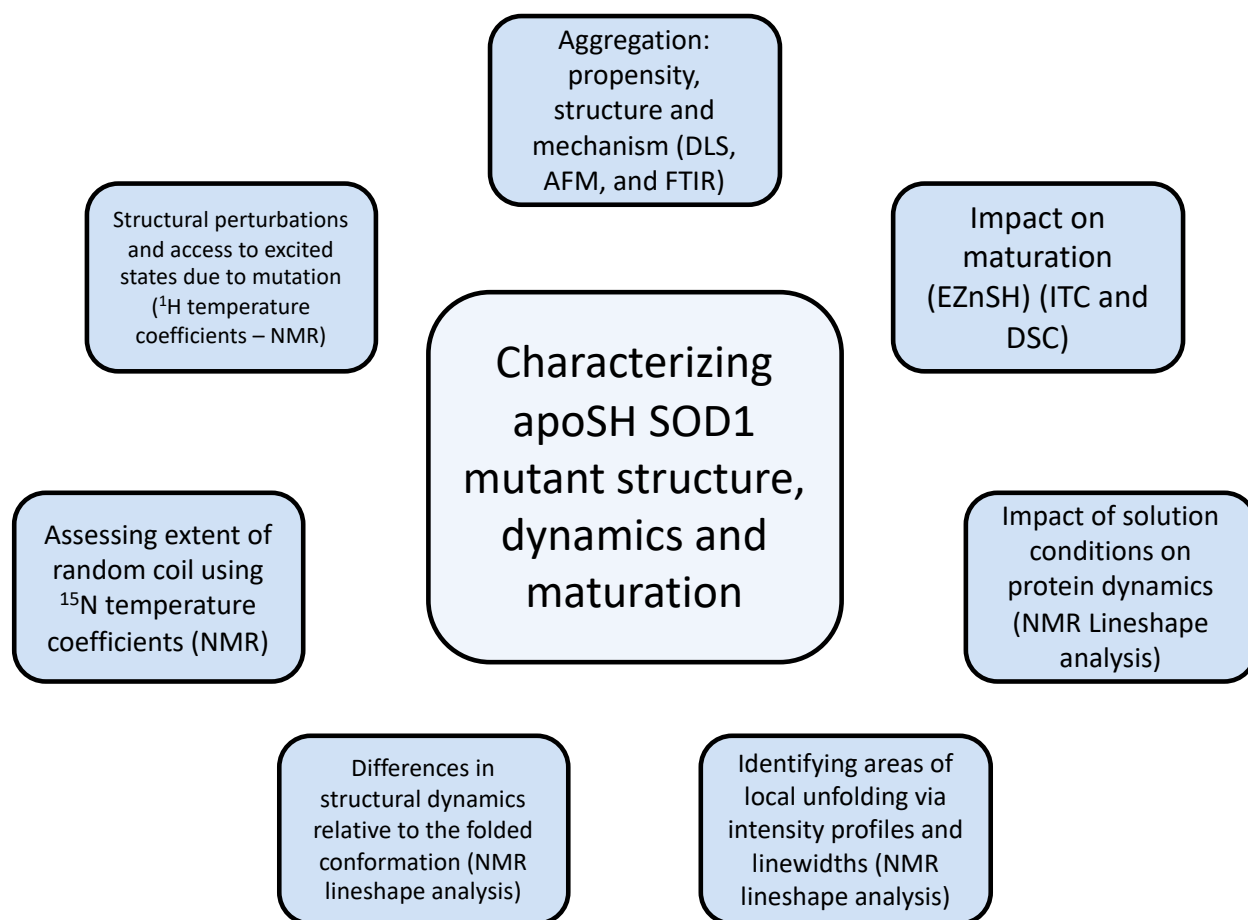 Aggregation:
propensity,
structure and
mechanism (DLS,
AFM, and FTIR)
Structural perturbations
and access to excited
states due to mutation
(¹H temperature
coefficients – NMR)
Impact on
maturation
(EZnSH) (ITC and
DSC)
Characterizing
apoSH SOD1
mutant structure,
dynamics and
maturation
Assessing extent of
random coil using
¹⁵N temperature
coefficients (NMR)
Impact of solution
conditions on
protein dynamics
(NMR Lineshape
analysis)
Differences in
structural dynamics
relative to the folded
conformation (NMR
lineshape analysis)
Identifying areas of
local unfolding via
intensity profiles and
linewidths (NMR
lineshape analysis)